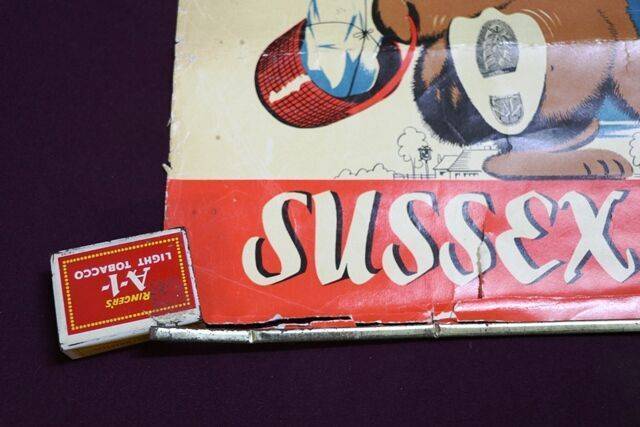 SUSSEX
RINGER'S
A-1-
LIGHT TOBACCO